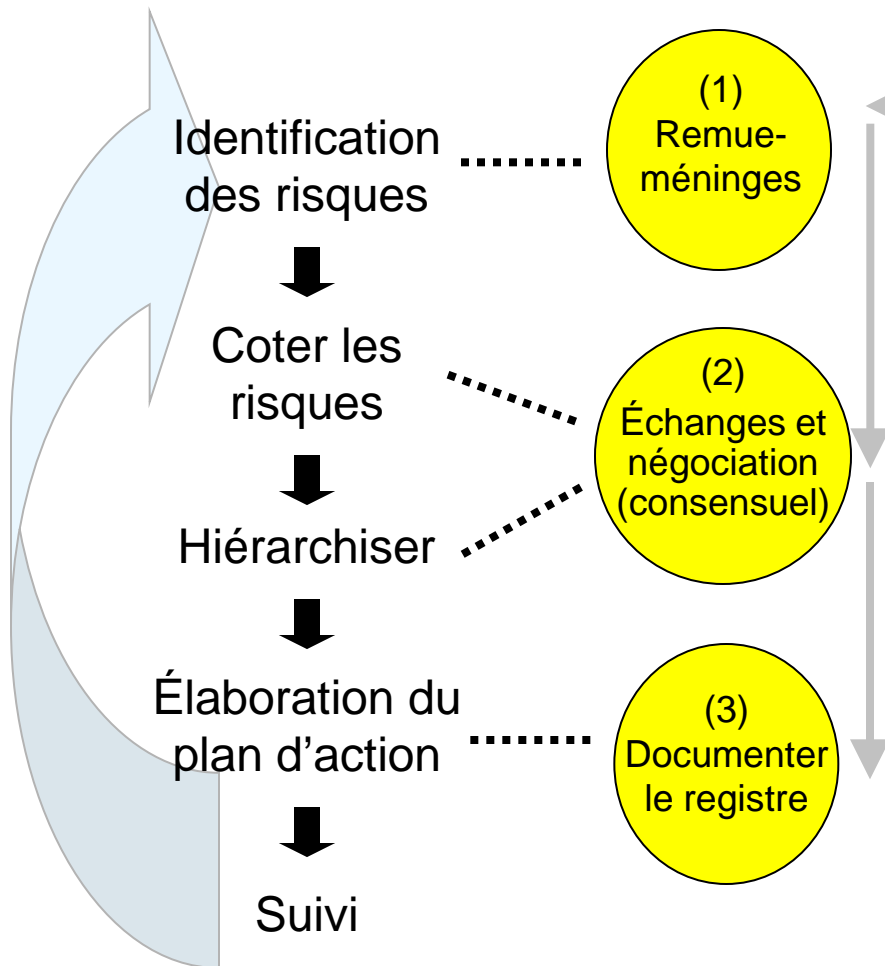 Identification
des risques
(1)
Remue-
méninges
Coter les
risques
(2)
Échanges et
négociation
(consensuel)
Hiérarchiser
Élaboration du
plan d’action
(3)
Documenter
le registre
Suivi